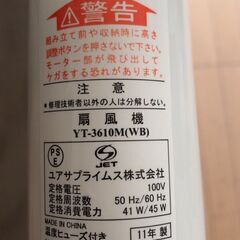 警告
組み立て前や収納時に高さ
調整ボタンを押さないで下さい。
モーター部が飛び出して
ケガをする恐れがあります。
注 意
＊修理技術者以外の人は分解しない。
扇 風 機
YT-3610M(WB)
PSE
JET
ユアサプライムス株式会社
定格電圧 100V
定格周波数 50 Hz/60 Hz
定格消費電力 41 W/45 W
MADE IN JAPAN
温度ヒューズ付き 11年 製